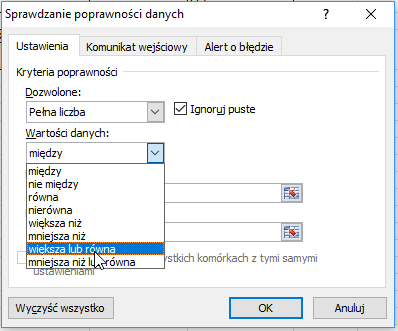 Sprawdzanie poprawności danych
Ustawienia
Komunikat wejściowy
Alert o błędzie
Kryteria poprawności
Dozwolone:
Pełna liczba
Ignoruj puste
Wartości danych:
między
między
nie między
równa
nierówna
większa niż
mniejsza niż
większa lub równa
mniejsza niż lub równa
ystkich komórkach z tymi samymi
ustawieniami
Wyczyść wszystko
OK
Anuluj